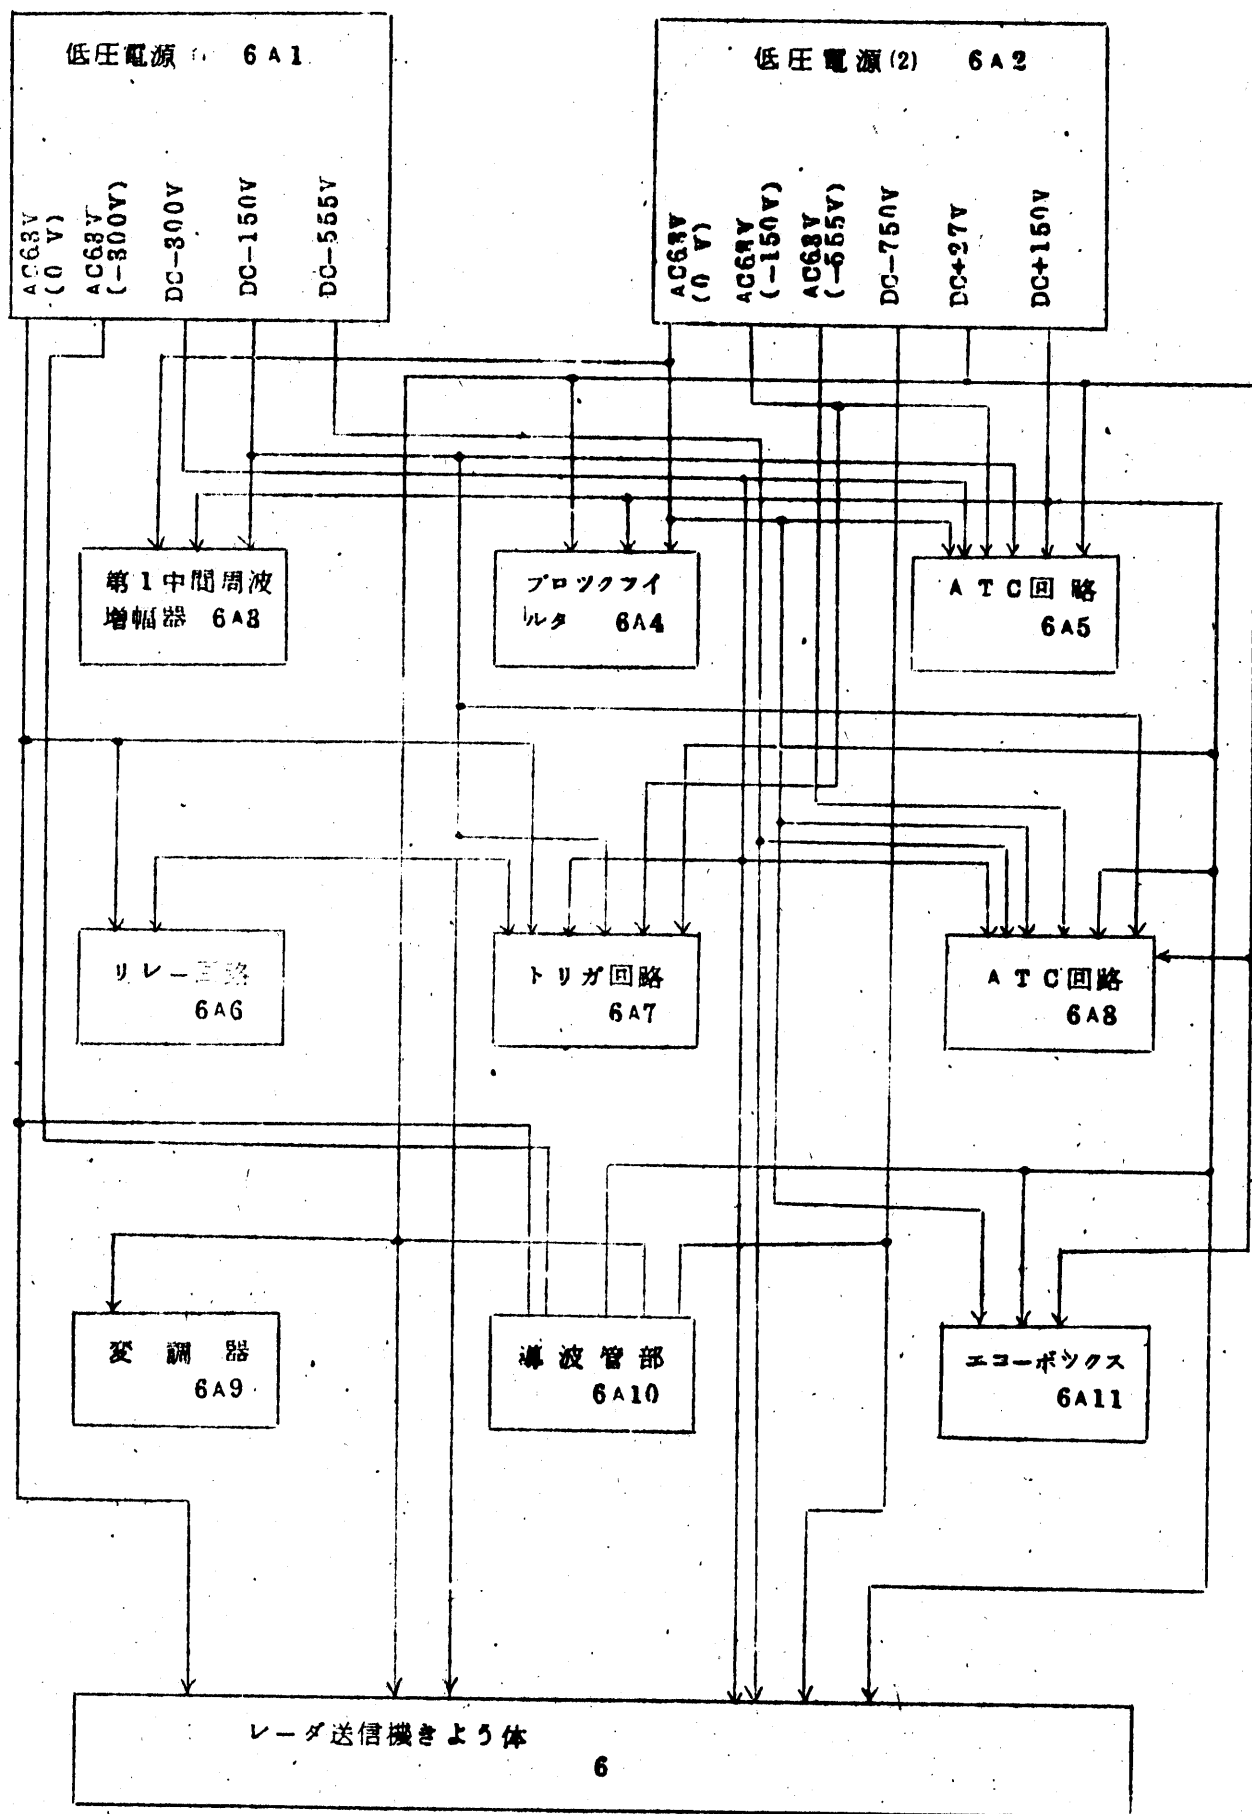 低圧電源 6A1
AC63V
(0 V)
AC63V
(-300V)
DC-300V
DC-150V
DC-555V
低圧電源(2) 6A2
AC63V
(0 V)
AC63V
(-150V)
AC63V
(-555V)
DC-750V
DC+27V
DC+150V
第1中間周波
増幅器 6A3
ブロツクフイ
ルタ 6A4
ATC回路
6A5
リレー回路
6A6
トリガ回路
6A7
ATC回路
6A8
変調器
6A9
導波管部
6A10
エコーボツクス
6A11
レーダ送信機きよう体
6